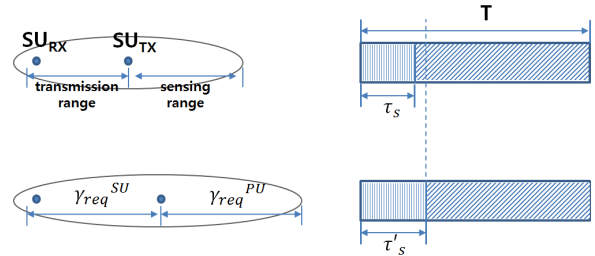 SU_RX SU_TX
transmission range
sensing range
T
τ_s
γ_req^SU γ_req^PU
τ'_s